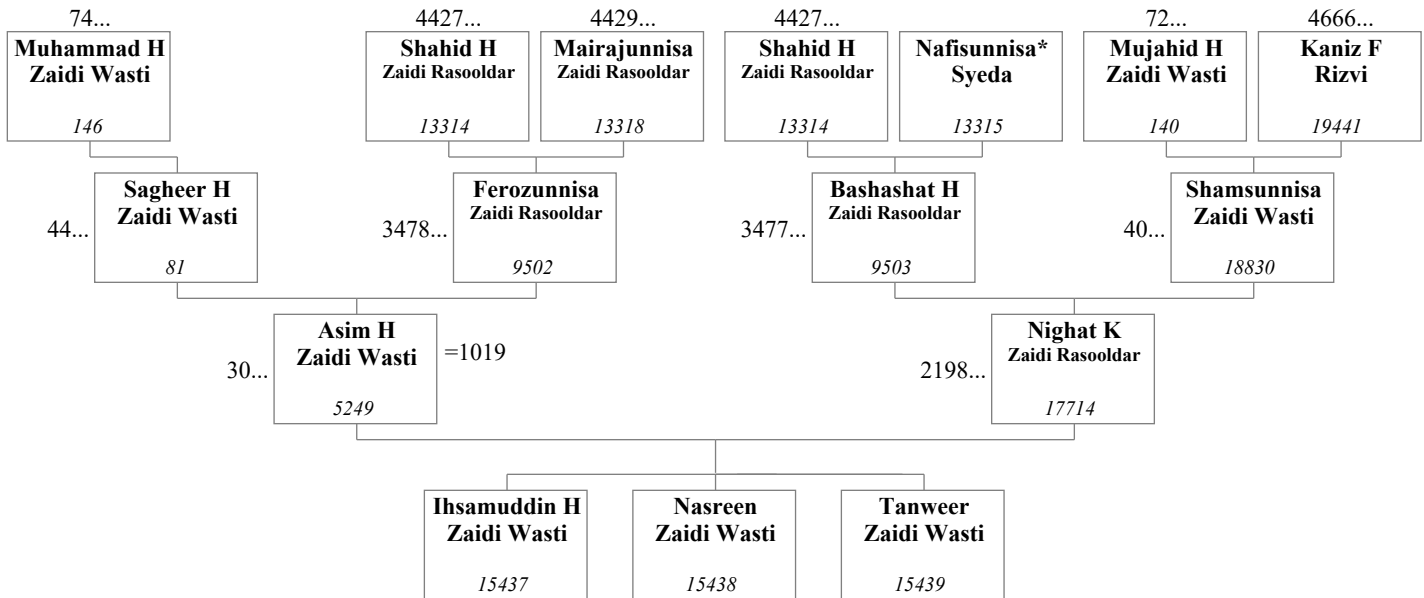 74...
4427...
4429...
4427...
72...
4666...
Muhammad H
Zaidi Wasti
146
Shahid H
Zaidi Rasooldar
13314
Mairajunnisa
Zaidi Rasooldar
13318
Shahid H
Zaidi Rasooldar
13314
Nafisunnisa*
Syeda
13315
Mujahid H
Zaidi Wasti
140
Kaniz F
Rizvi
19441
44...
Sagheer H
Zaidi Wasti
81
3478...
Ferozunnisa
Zaidi Rasooldar
9502
3477...
Bashashat H
Zaidi Rasooldar
9503
40...
Shamsunnisa
Zaidi Wasti
18830
30...
Asim H
Zaidi Wasti
5249
=1019
2198...
Nighat K
Zaidi Rasooldar
17714
Ihsamuddin H
Zaidi Wasti
15437
Nasreen
Zaidi Wasti
15438
Tanweer
Zaidi Wasti
15439